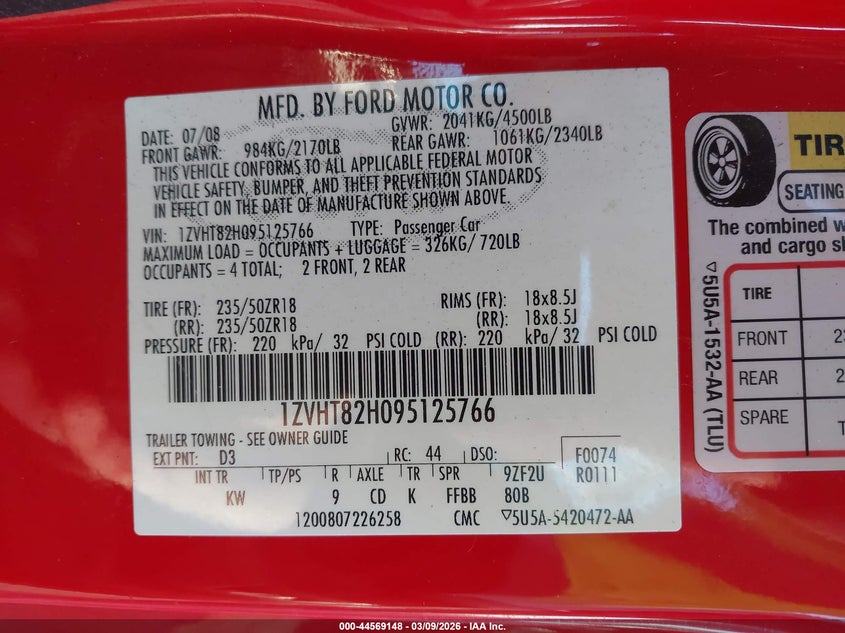 MFD. BY FORD MOTOR CO.
DATE: 07/08 GVWR: 2041KG/4500LB
FRONT GAWR: 984KG/2170LB REAR GAWR: 1061KG/2340LB
THIS VEHICLE CONFORMS TO ALL APPLICABLE FEDERAL MOTOR
VEHICLE SAFETY, BUMPER, AND THEFT PREVENTION STANDARDS
IN EFFECT ON THE DATE OF MANUFACTURE SHOWN ABOVE.
VIN: 1ZVHT82H095125766 TYPE: Passenger Car
MAXIMUM LOAD = OCCUPANTS + LUGGAGE = 326KG/ 720LB
OCCUPANTS = 4 TOTAL; 2 FRONT, 2 REAR
TIRE (FR): 235/50ZR18 RIMS (FR): 18x8.5J
(RR): 235/50ZR18 (RR): 18x8.5J
PRESSURE (FR): 220 kPa/ 32 PSI COLD (RR): 220 kPa/ 32 PSI COLD
1ZVHT82H095125766
TRAILER TOWING - SEE OWNER GUIDE
EXT PNT: D3 RC: 44 DSO: F0074
INT TR TP/PS R AXLE TR SPR 9ZF2U R0111
KW 9 CD K FFBB 80B
1200807226258 CMC ▽5U5A-5420472-AA
TIR
SEATING
The combined w
and cargo sh
TIRE
FRONT 23
REAR 2
SPARE T
▽5U5A-1532-AA (TLU)
000-44569148 - 03/09/2026 - IAA Inc.